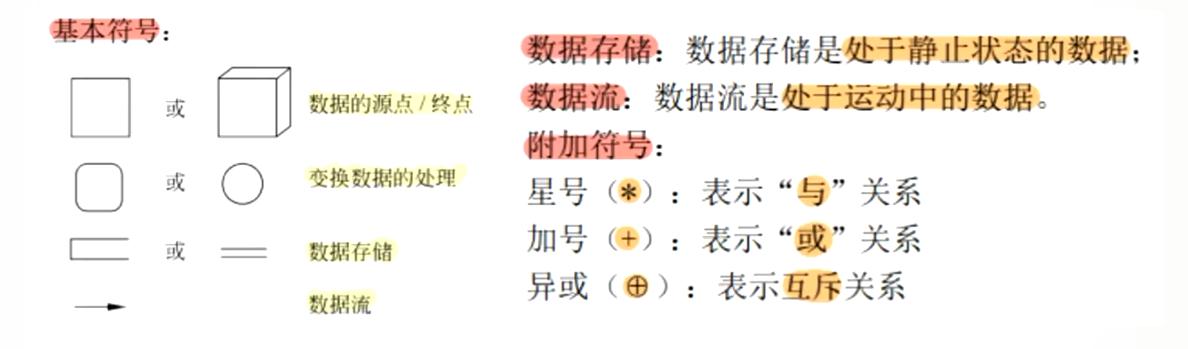 基本符号：
或
数据的源点 / 终点
或
变换数据的处理
或
数据存储
数据流
数据存储：数据存储是处于静止状态的数据；
数据流：数据流是处于运动中的数据。
附加符号：
星号（*）：表示“与”关系
加号（+）：表示“或”关系
异或（⊕）：表示互斥关系